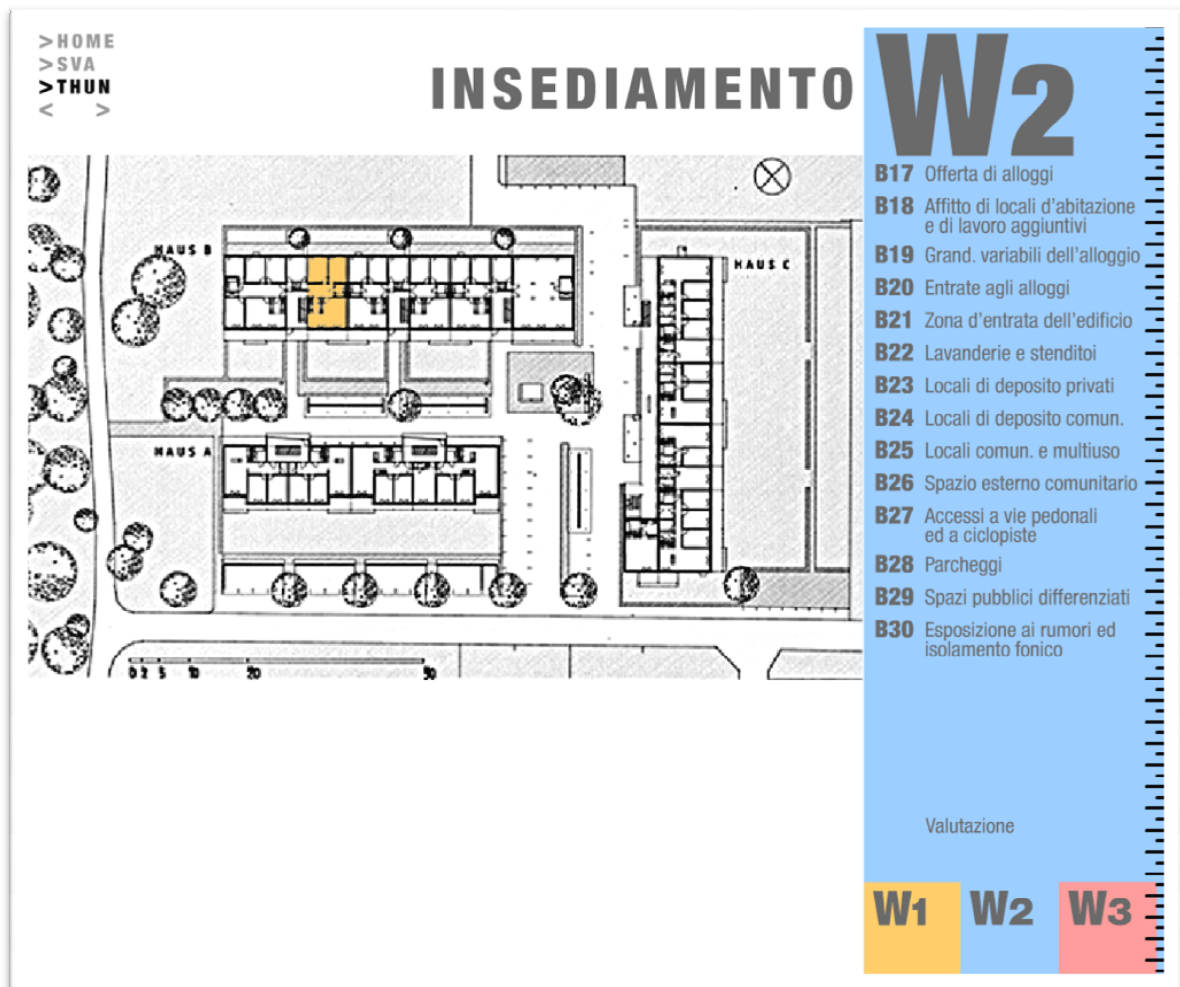 >HOME
>SVA
>THUN
< >
INSEDIAMENTO
W2
B17 Offerta di alloggi
B18 Affitto di locali d'abitazione
e di lavoro aggiuntivi
B19 Grand. variabili dell'alloggio
B20 Entrate agli alloggi
B21 Zona d'entrata dell'edificio
B22 Lavanderie e stenditoi
B23 Locali di deposito privati
B24 Locali di deposito comun.
B25 Locali comun. e multiuso
B26 Spazio esterno comunitario
B27 Accessi a vie pedonali
ed a ciclopiste
B28 Parcheggi
B29 Spazi pubblici differenziati
B30 Esposizione ai rumori ed
isolamento fonico
Valutazione
W1 W2 W3
HAUS B
HAUS C
HAUS A
0 2 5 10 20 50